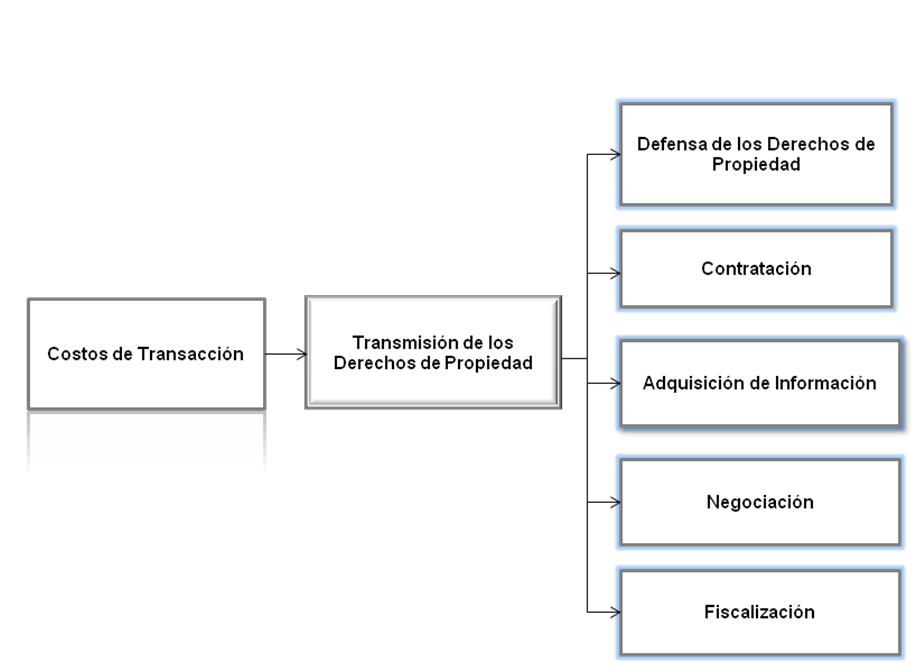 Costos de Transacción
Transmisión de los
Derechos de Propiedad
Defensa de los Derechos de
Propiedad
Contratación
Adquisición de Información
Negociación
Fiscalización